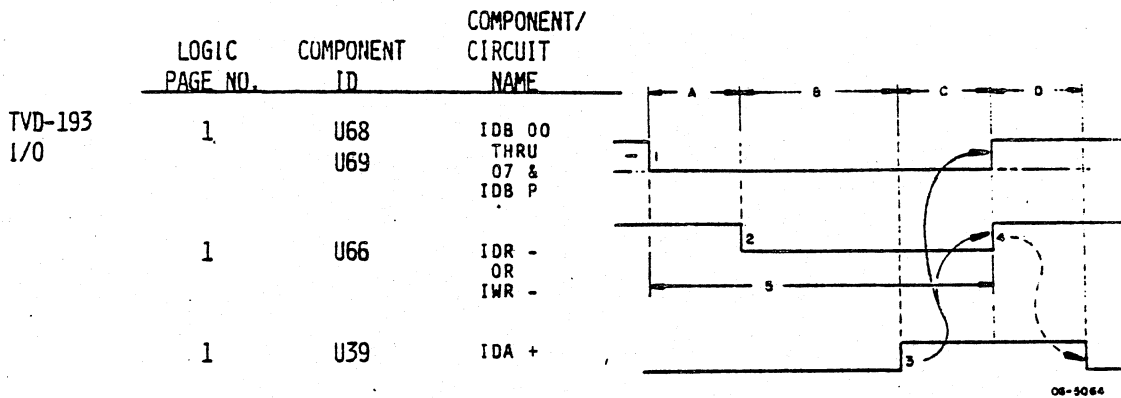 COMPONENT/
LOGIC COMPONENT CIRCUIT
PAGE NO. ID NAME
A B C D
TVD-193 1 U68 IDB 00
I/O U69 THRU
07 &
IDB P
1
2 4
1 U66 IDR -
OR
IWR -
5
1 U39 IDA +
3
08-5064